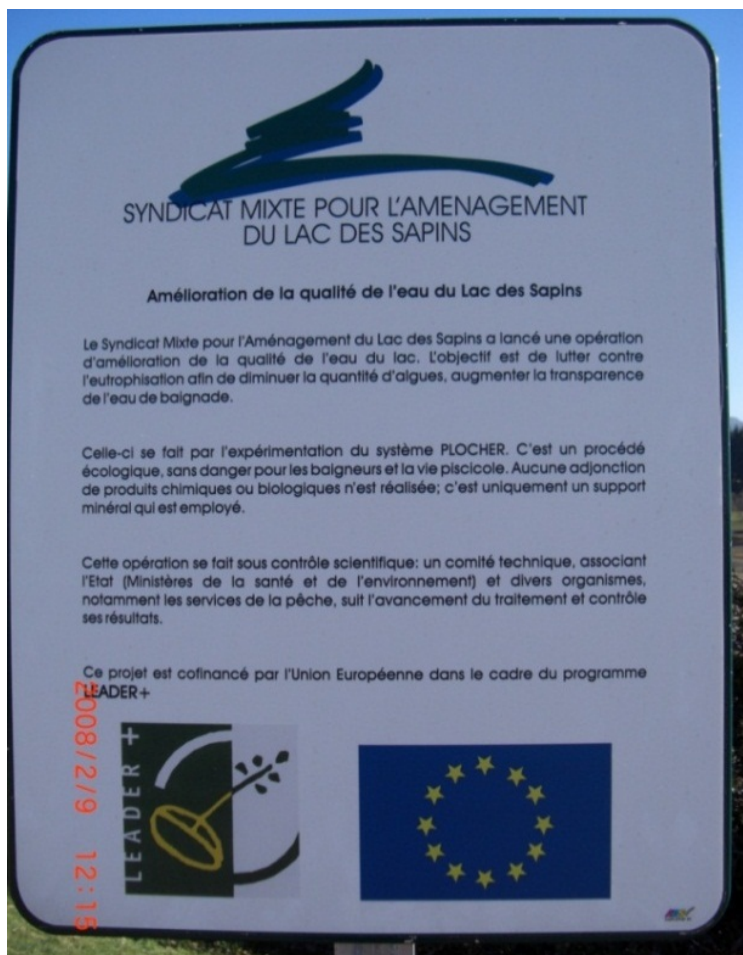 SYNDICAT MIXTE POUR L'AMENAGEMENT
DU LAC DES SAPINS
Amélioration de la qualité de l'eau du Lac des Sapins
Le Syndicat Mixte pour l'Aménagement du Lac des Sapins a lancé une opération
d'amélioration de la qualité de l'eau du lac. L'objectif est de lutter contre
l'eutrophisation afin de diminuer la quantité d'algues, augmenter la transparence
de l'eau de baignade.
Celle-ci se fait par l'expérimentation du système PLOCHER. C'est un procédé
écologique, sans danger pour les baigneurs et la vie piscicole. Aucune adjonction
de produits chimiques ou biologiques n'est réalisée; c'est uniquement un support
minéral qui est employé.
Cette opération se fait sous contrôle scientifique: un comité technique, associant
l'Etat (Ministères de la santé et de l'environnement) et divers organismes,
notamment les services de la pêche, suit l'avancement du traitement et contrôle
ses résultats.
Ce projet est cofinancé par l'Union Européenne dans le cadre du programme
LEADER+
LEADER +
2008/2/9 12:15